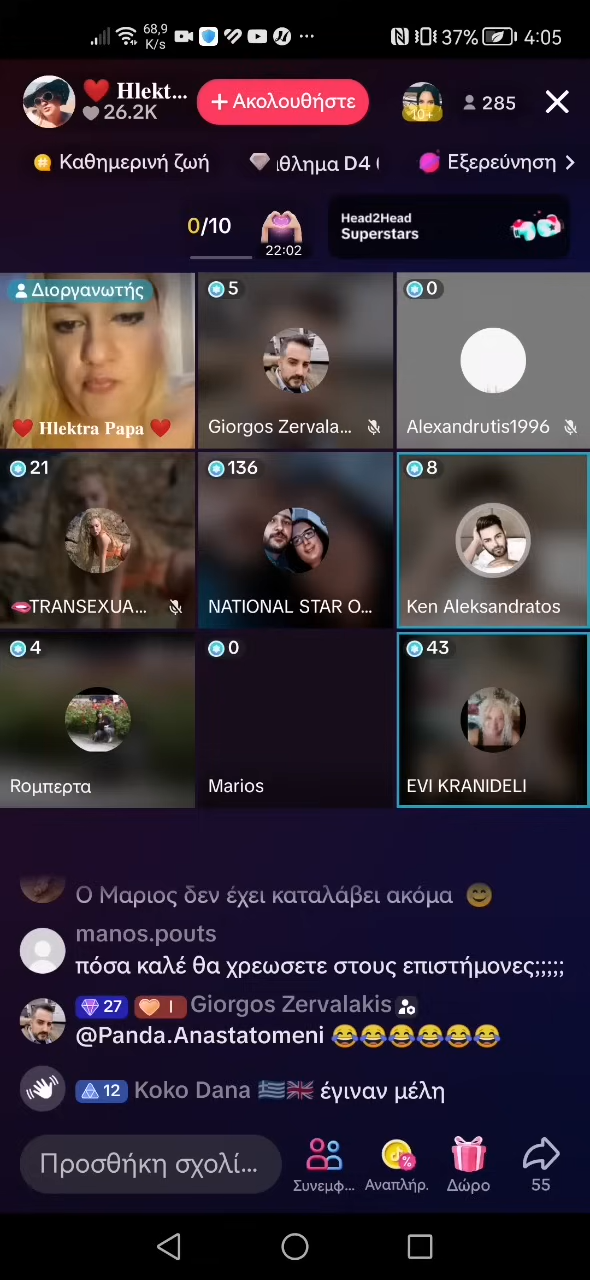 68,9
K/s
37%
4:05
Hlekt...
26.2K
+ Ακολουθήστε
10+
285
Καθημερινή ζωή
ιθλημα D4 (
Εξερεύνηση
0/10
22:02
Head2Head
Superstars
Διοργανωτής
Hlektra Papa
5
Giorgos Zervala...
0
Alexandrutis1996
21
TRANSEXUA...
136
NATIONAL STAR O...
8
Ken Aleksandratos
4
Ρομπερτα
0
Marios
43
EVI KRANIDELI
Ο Μαριος δεν έχει καταλάβει ακόμα 😊
manos.pouts
πόσα καλέ θα χρεωσετε στους επιστήμονες;;;;;
27 I Giorgos Zervalakis
@Panda.Anastatomeni 😂😂😂😂😂😂
12 Koko Dana 🇬🇷🇬🇧 έγιναν μέλη
Προσθήκη σχολί...
Συνεμφ...
Αναπλήρ.
Δώρο
55